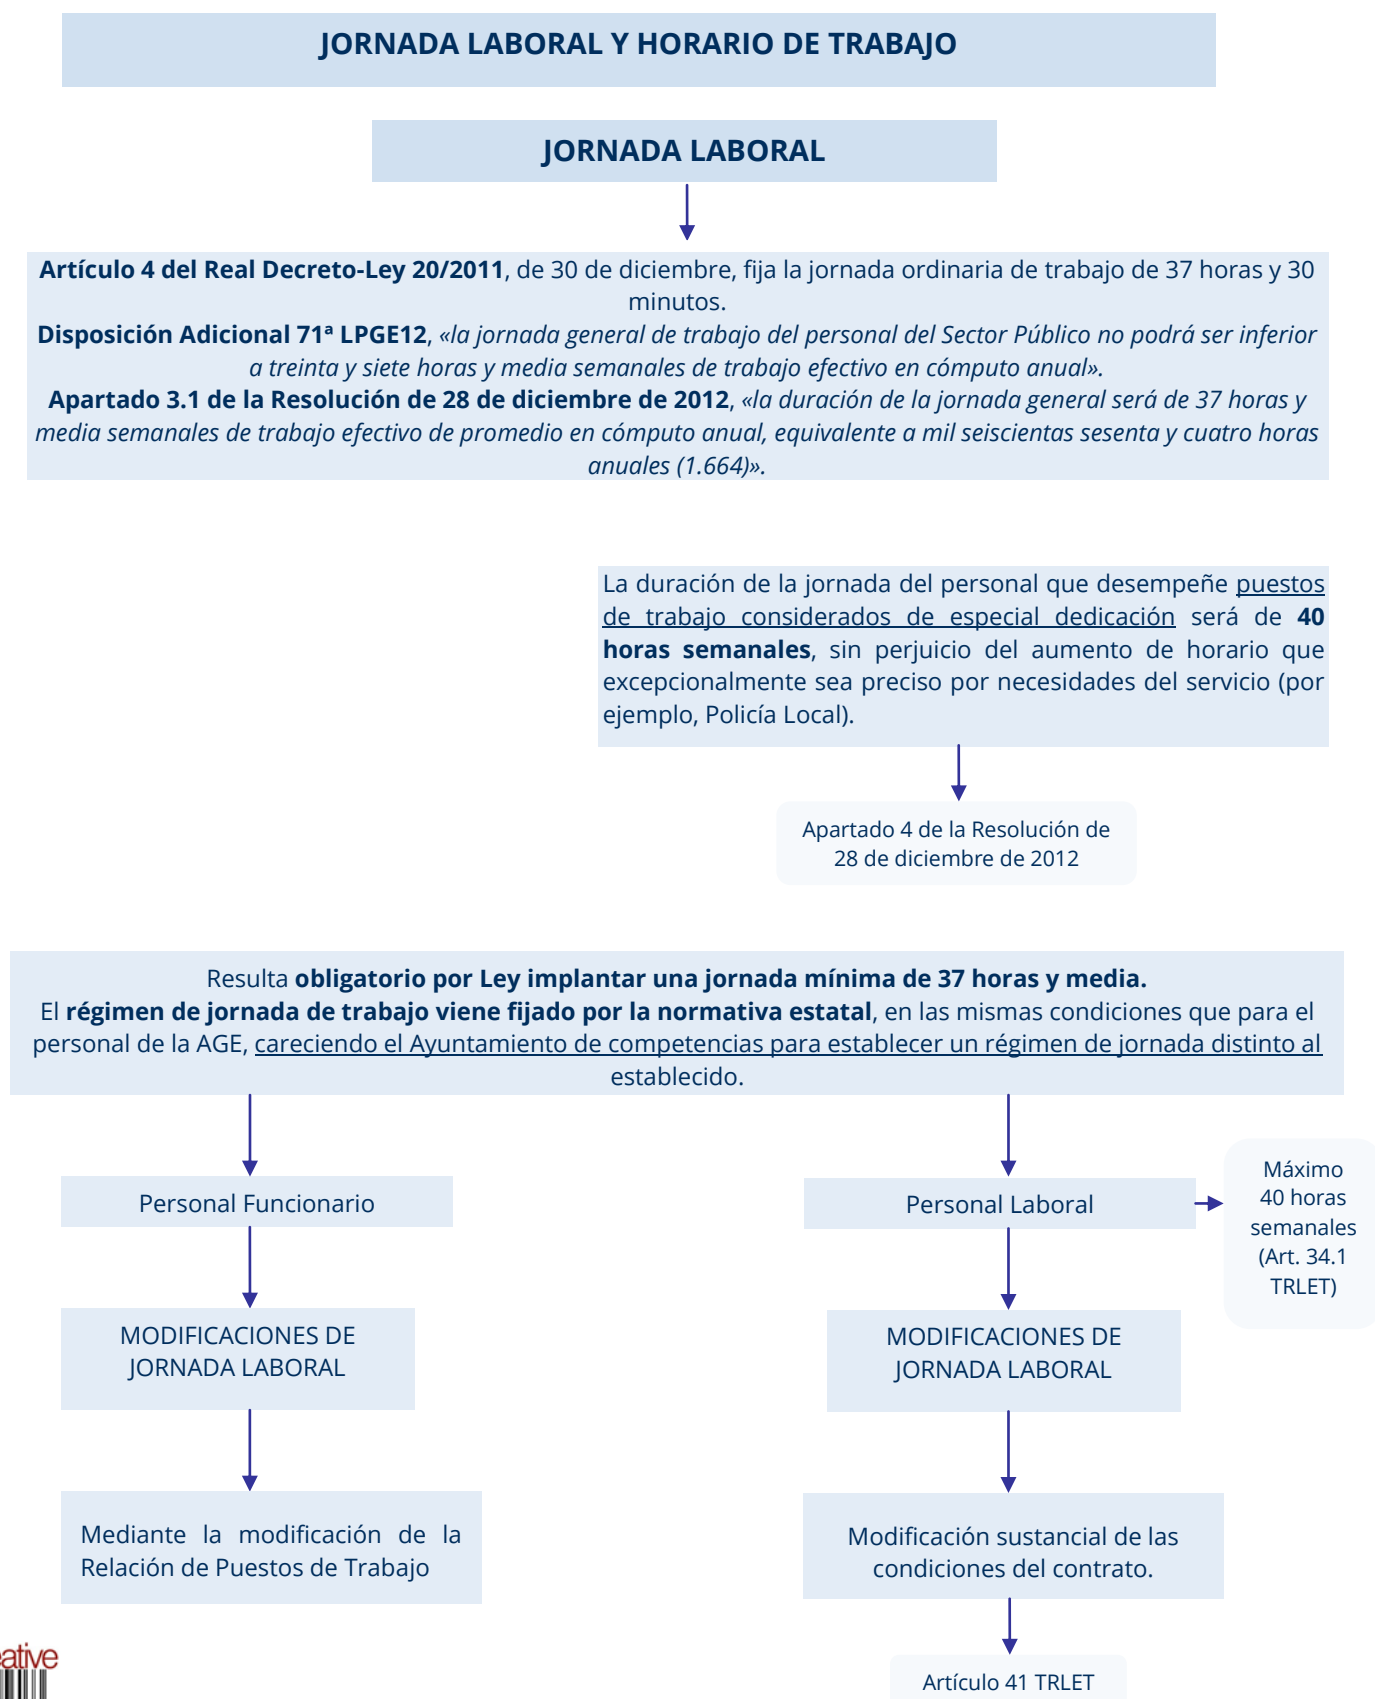 JORNADA LABORAL Y HORARIO DE TRABAJO
JORNADA LABORAL
Artículo 4 del Real Decreto-Ley 20/2011, de 30 de diciembre, fija la jornada ordinaria de trabajo de 37 horas y 30
minutos.
Disposición Adicional 71ª LPGE12, «la jornada general de trabajo del personal del Sector Público no podrá ser inferior
a treinta y siete horas y media semanales de trabajo efectivo en cómputo anual».
Apartado 3.1 de la Resolución de 28 de diciembre de 2012, «la duración de la jornada general será de 37 horas y
media semanales de trabajo efectivo de promedio en cómputo anual, equivalente a mil seiscientas sesenta y cuatro horas
anuales (1.664)».
La duración de la jornada del personal que desempeñe puestos
de trabajo considerados de especial dedicación será de 40
horas semanales, sin perjuicio del aumento de horario que
excepcionalmente sea preciso por necesidades del servicio (por
ejemplo, Policía Local).
Apartado 4 de la Resolución de
28 de diciembre de 2012
Resulta obligatorio por Ley implantar una jornada mínima de 37 horas y media.
El régimen de jornada de trabajo viene fijado por la normativa estatal, en las mismas condiciones que para el
personal de la AGE, careciendo el Ayuntamiento de competencias para establecer un régimen de jornada distinto al
establecido.
Personal Funcionario
MODIFICACIONES DE
JORNADA LABORAL
Mediante la modificación de la
Relación de Puestos de Trabajo
Personal Laboral
Máximo
40 horas
semanales
(Art. 34.1
TRLET)
MODIFICACIONES DE
JORNADA LABORAL
Modificación sustancial de las
condiciones del contrato.
Artículo 41 TRLET